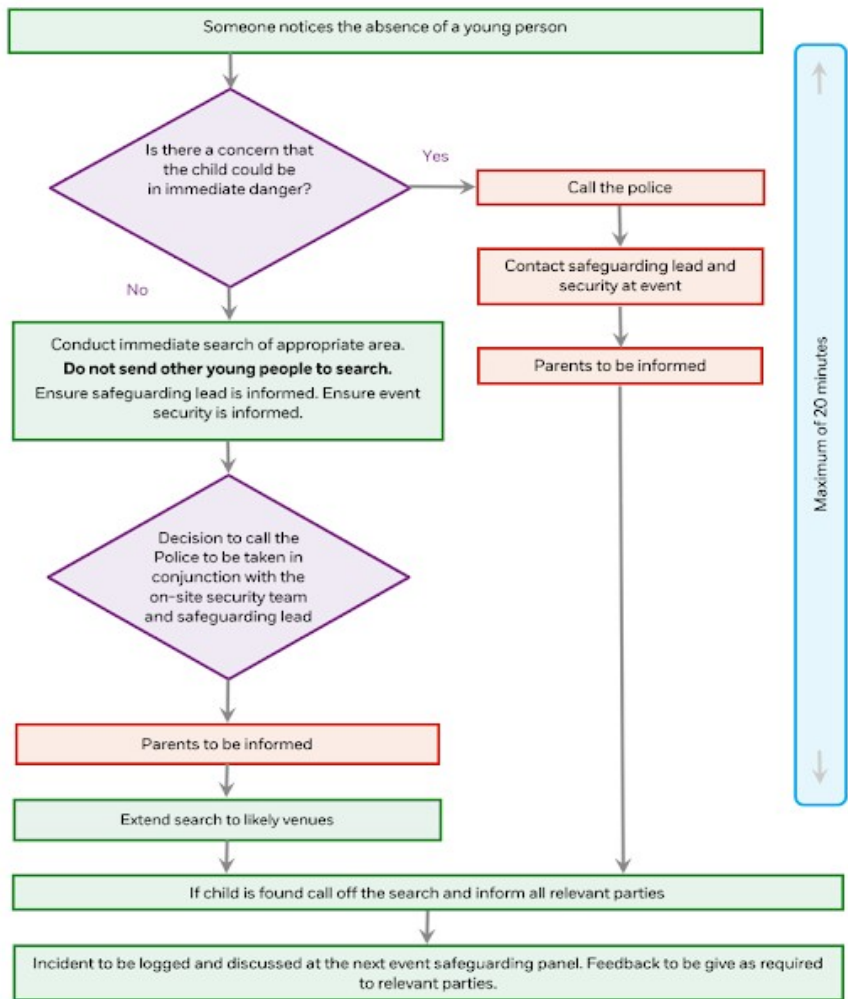 Someone notices the absence of a young person
Is there a concern that
the child could be
in immediate danger?
Yes
Call the police
Contact safeguarding lead and
security at event
Parents to be informed
No
Conduct immediate search of appropriate area.
Do not send other young people to search.
Ensure safeguarding lead is informed. Ensure event
security is informed.
Decision to call the
Police to be taken in
conjunction with the
on-site security team
and safeguarding lead
Parents to be informed
Extend search to likely venues
Maximum of 20 minutes
If child is found call off the search and inform all relevant parties
Incident to be logged and discussed at the next event safeguarding panel. Feedback to be give as required
to relevant parties.